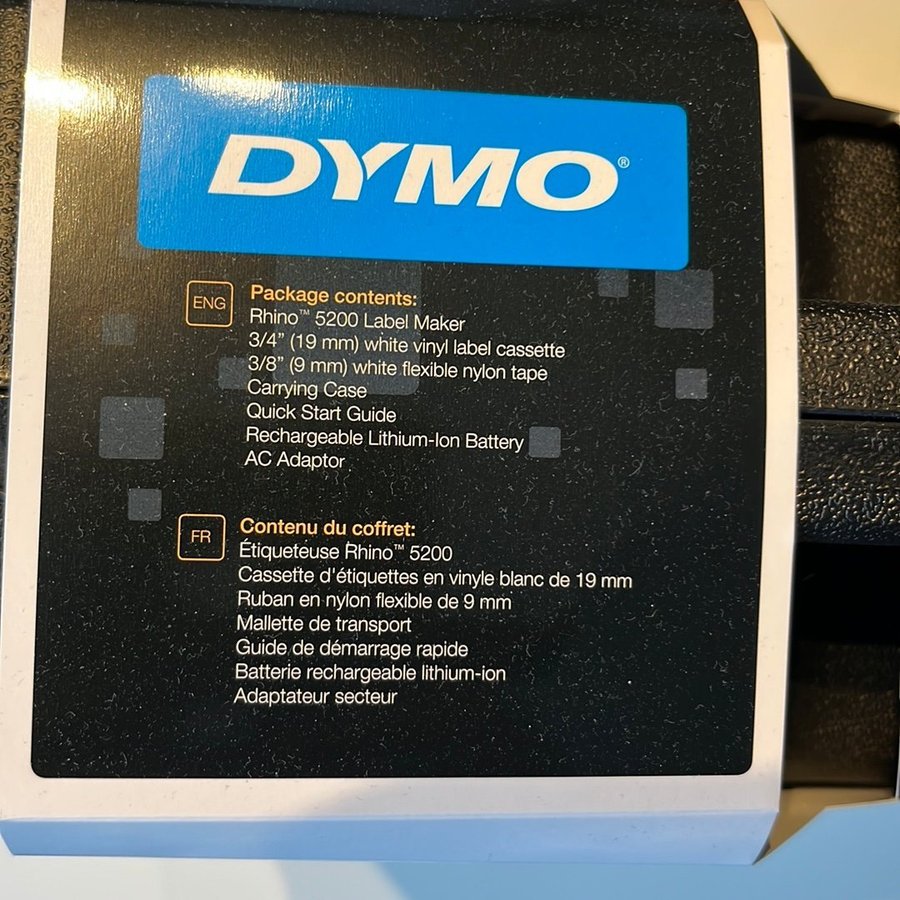 DYMO®
ENG
Package contents:
Rhino™ 5200 Label Maker
3/4” (19 mm) white vinyl label cassette
3/8” (9 mm) white flexible nylon tape
Carrying Case
Quick Start Guide
Rechargeable Lithium-Ion Battery
AC Adaptor
FR
Contenu du coffret:
Étiqueteuse Rhino™ 5200
Cassette d’étiquettes en vinyle blanc de 19 mm
Ruban en nylon flexible de 9 mm
Mallette de transport
Guide de démarrage rapide
Batterie rechargeable lithium-ion
Adaptateur secteur